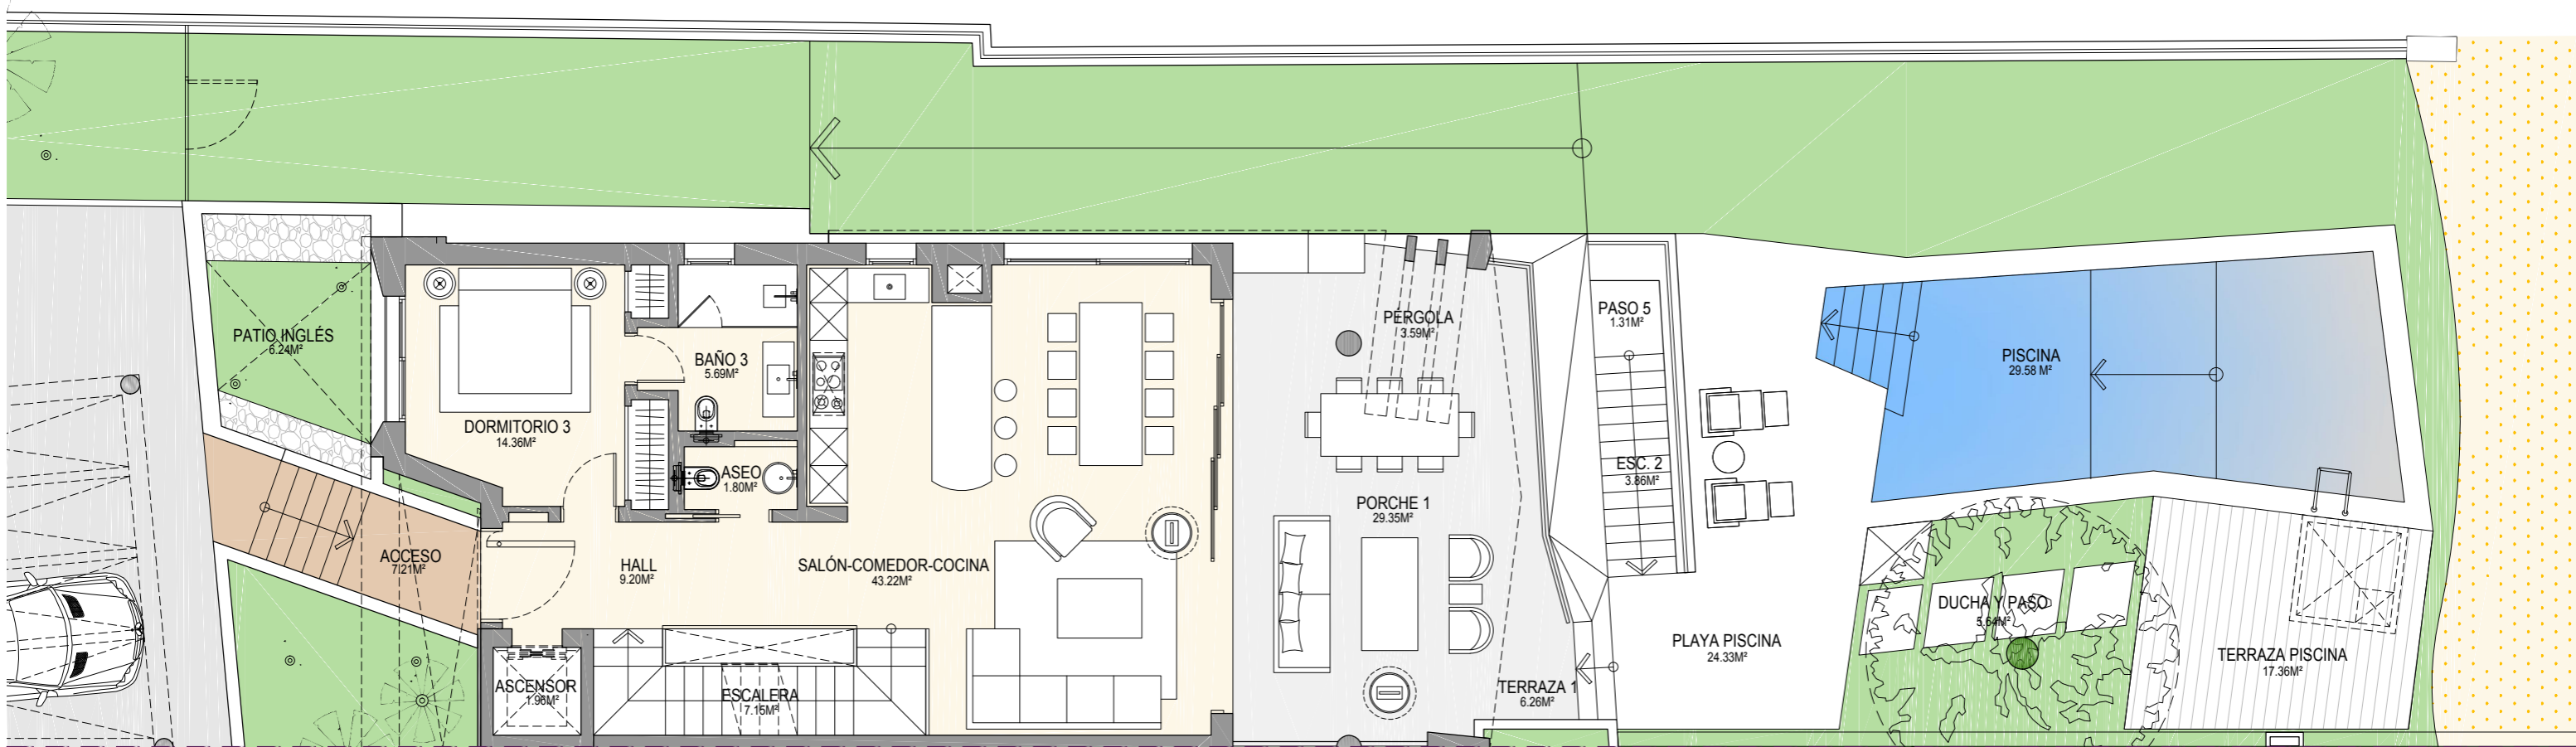 PATIO INGLÉS
6.24M²
DORMITORIO 3
14.36M²
BAÑO 3
5.69M²
ASEO
1.80M²
ACCESO
7.21M²
HALL
9.20M²
SALÓN-COMEDOR-COCINA
43.22M²
ASCENSOR
1.96M²
ESCALERA
7.15M²
PÉRGOLA
3.59M²
PORCHE 1
29.35M²
TERRAZA 1
6.26M²
PASO 5
1.31M²
ESC. 2
3.86M²
PLAYA PISCINA
24.33M²
PISCINA
29.58 M²
DUCHA Y PASO
5.64M²
TERRAZA PISCINA
17.36M²